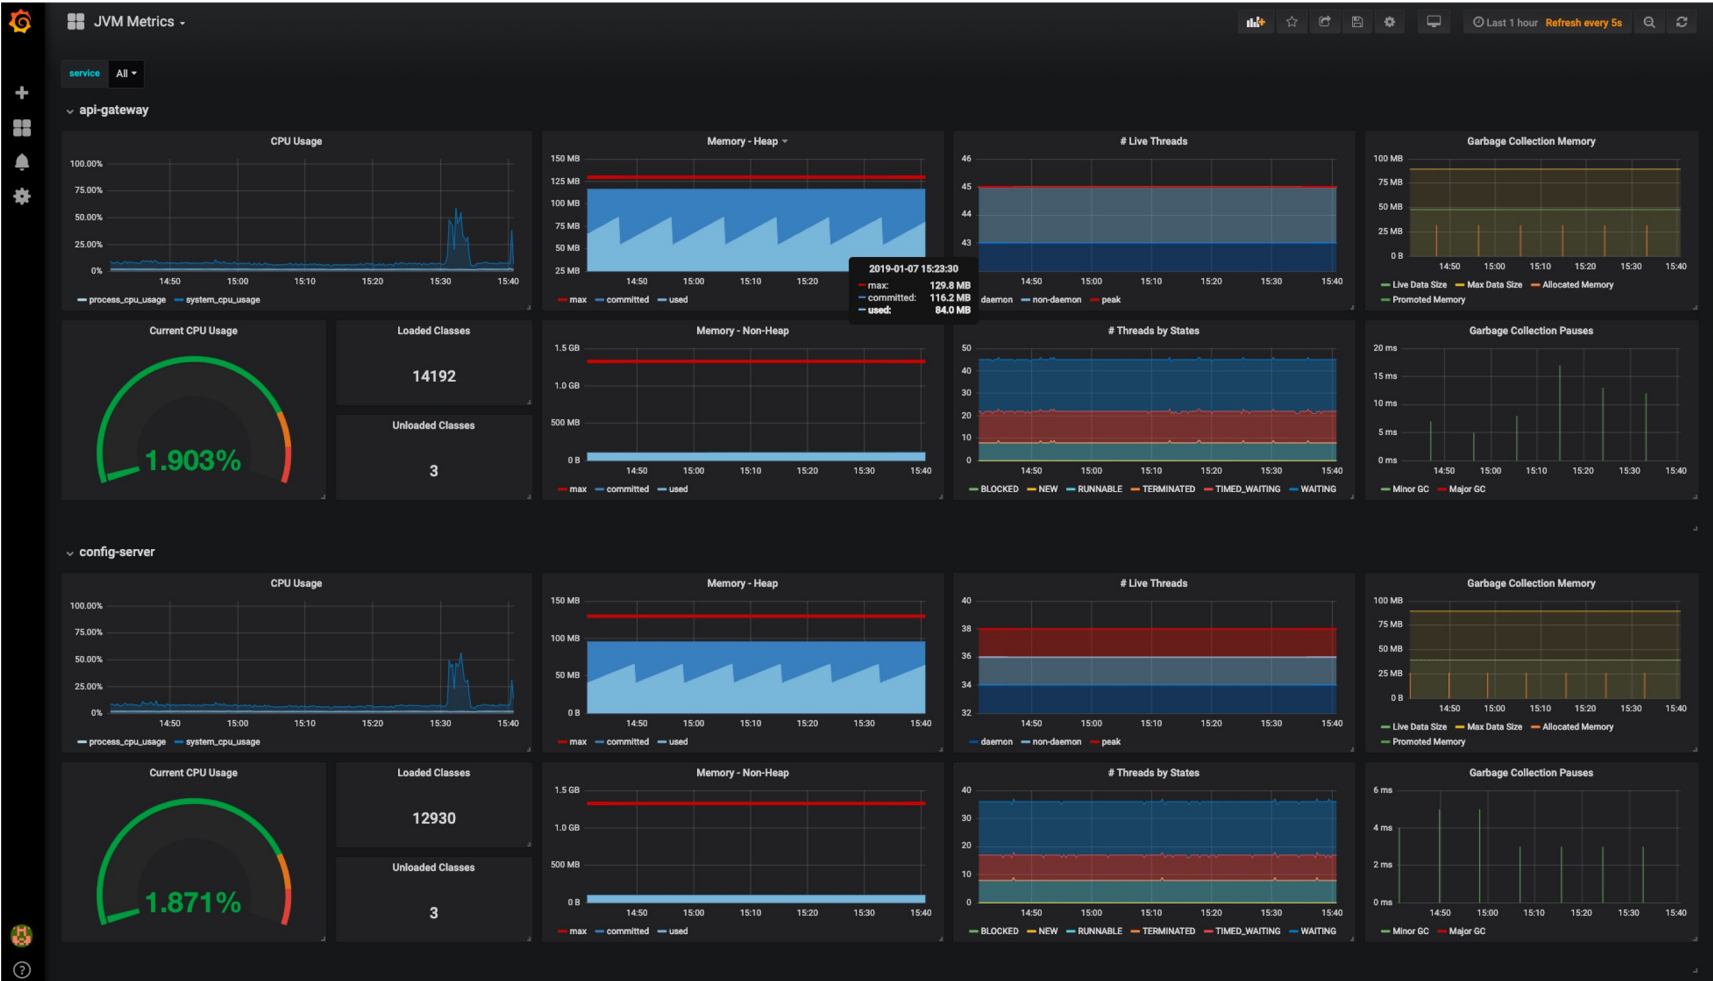 JVM Metrics
Last 1 hour Refresh every 5s
service All
api-gateway
CPU Usage
100.00%
75.00%
50.00%
25.00%
0%
14:50 15:00 15:10 15:20 15:30 15:40
process_cpu_usage system_cpu_usage
Memory - Heap
150 MB
125 MB
100 MB
75 MB
50 MB
25 MB
14:50 15:00 15:10 15:20
max committed used
2019-01-07 15:23:30
max: 129.8 MB
committed: 116.2 MB
used: 84.0 MB
# Live Threads
46
45
44
43
14:50 15:00 15:10 15:20 15:30 15:40
daemon non-daemon peak
Garbage Collection Memory
100 MB
75 MB
50 MB
25 MB
0 B
14:50 15:00 15:10 15:20 15:30 15:40
Live Data Size Max Data Size Allocated Memory
Promoted Memory
Current CPU Usage
1.903%
Loaded Classes
14192
Unloaded Classes
3
Memory - Non-Heap
1.5 GB
1.0 GB
500 MB
0 B
14:50 15:00 15:10 15:20 15:30 15:40
max committed used
# Threads by States
50
40
30
20
10
0
14:50 15:00 15:10 15:20 15:30 15:40
BLOCKED NEW RUNNABLE TERMINATED TIMED_WAITING WAITING
Garbage Collection Pauses
20 ms
15 ms
10 ms
5 ms
0 ms
14:50 15:00 15:10 15:20 15:30 15:40
Minor GC Major GC
config-server
CPU Usage
100.00%
75.00%
50.00%
25.00%
0%
14:50 15:00 15:10 15:20 15:30 15:40
process_cpu_usage system_cpu_usage
Memory - Heap
150 MB
100 MB
50 MB
0 B
14:50 15:00 15:10 15:20 15:30 15:40
max committed used
# Live Threads
40
38
36
34
32
14:50 15:00 15:10 15:20 15:30 15:40
daemon non-daemon peak
Garbage Collection Memory
100 MB
75 MB
50 MB
25 MB
0 B
14:50 15:00 15:10 15:20 15:30 15:40
Live Data Size Max Data Size Allocated Memory
Promoted Memory
Current CPU Usage
1.871%
Loaded Classes
12930
Unloaded Classes
3
Memory - Non-Heap
1.5 GB
1.0 GB
500 MB
0 B
14:50 15:00 15:10 15:20 15:30 15:40
max committed used
# Threads by States
40
30
20
10
0
14:50 15:00 15:10 15:20 15:30 15:40
BLOCKED NEW RUNNABLE TERMINATED TIMED_WAITING WAITING
Garbage Collection Pauses
6 ms
4 ms
2 ms
0 ms
14:50 15:00 15:10 15:20 15:30 15:40
Minor GC Major GC